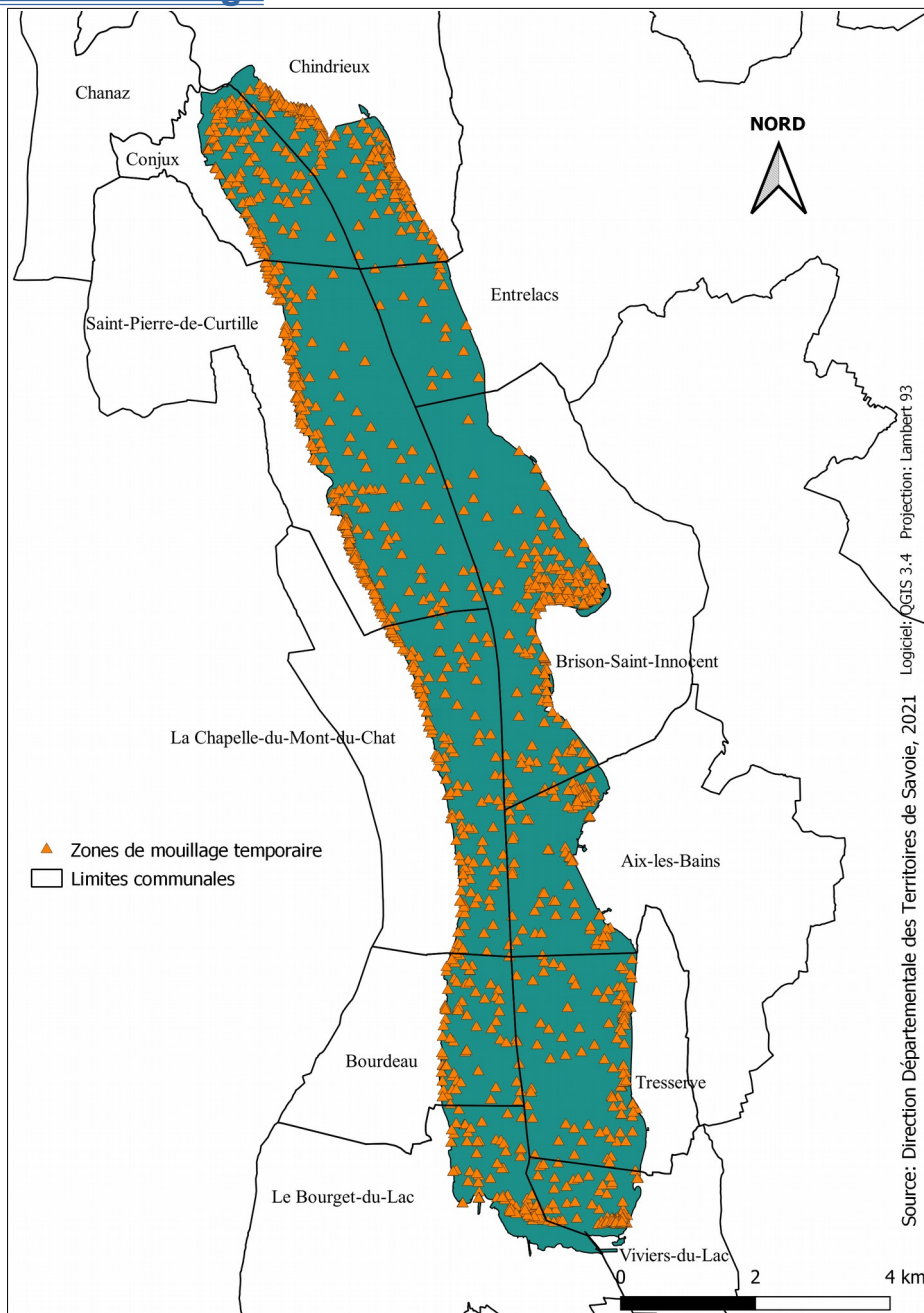 Chindrieux
Chanaz
NORD
Conjux
Entrelacs
Saint-Pierre-de-Curtille
Brison-Saint-Innocent
La Chapelle-du-Mont-du-Chat
Zones de mouillage temporaire
Limites communales
Aix-les-Bains
Bourdeau
Tresserve
Le Bourget-du-Lac
Viviers-du-Lac
0 2 4 km
Source: Direction Départementale des Territoires de Savoie, 2021 Logiciel: QGIS 3.4 Projection: Lambert 93